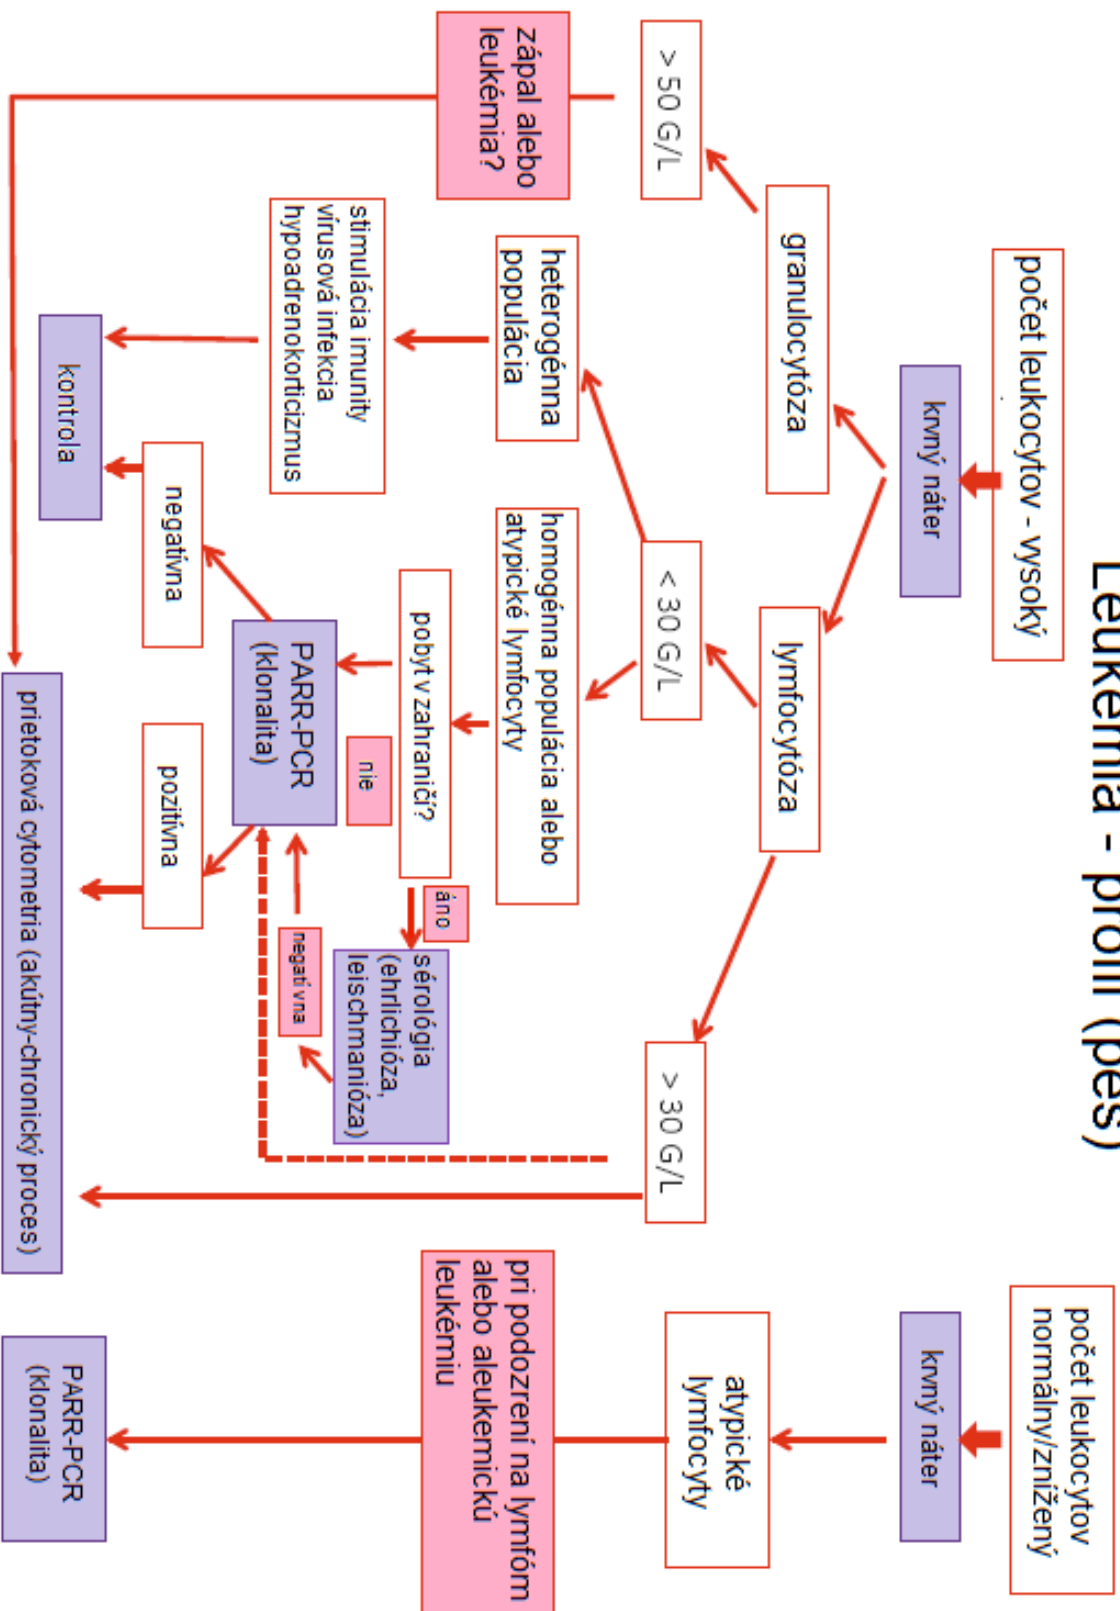 Leukémia - profil (pes)
počet leukocytov - vysoký
počet leukocytov
normálny/znížený
krvný náter
krvný náter
granulocytóza
lymfocytóza
atypické
lymfocyty
> 50 G/L
< 30 G/L
> 30 G/L
zápal alebo
leukémia?
heterogénna
populácia
homogénna populácia alebo
atypické lymfocyty
pri podozrení na lymfóm
alebo aleukemickú
leukémiu
stimulácia imunity
vírusová infekcia
hypoadrenokorticizmus
pobyt v zahraničí?
áno
nie
sérológia
(ehrlichióza,
leischmanióza)
negatívna
PARR-PCR
(klonalita)
negatívna
pozitívna
kontrola
prietoková cytometria (akútny-chronický proces)
PARR-PCR
(klonalita)